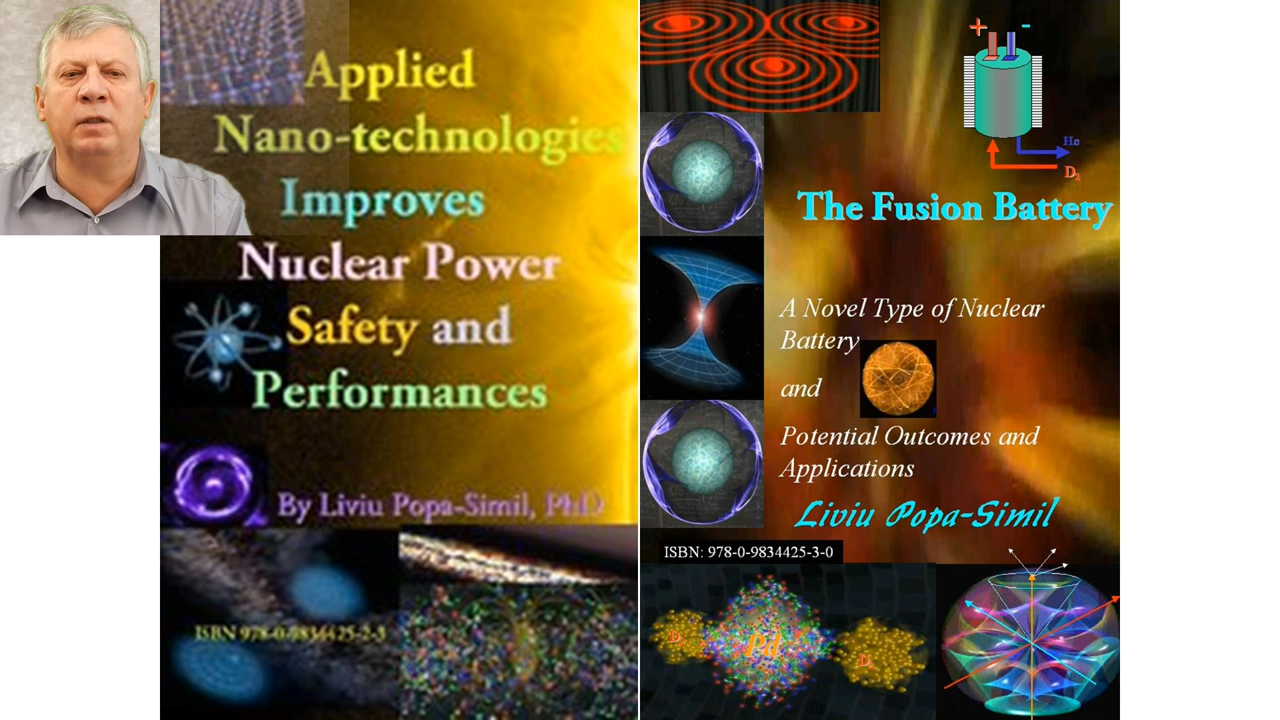 Applied
Nano-technologies
Improves
Nuclear Power
Safety and
Performances
By Liviu Popa-Simil, PhD
ISBN 978-0-9834425-2-3
+ -
He
D2
The Fusion Battery
A Novel Type of Nuclear
Battery
and
Potential Outcomes and
Applications
Liviu Popa-Simil
ISBN: 978-0-9834425-3-0
Pd